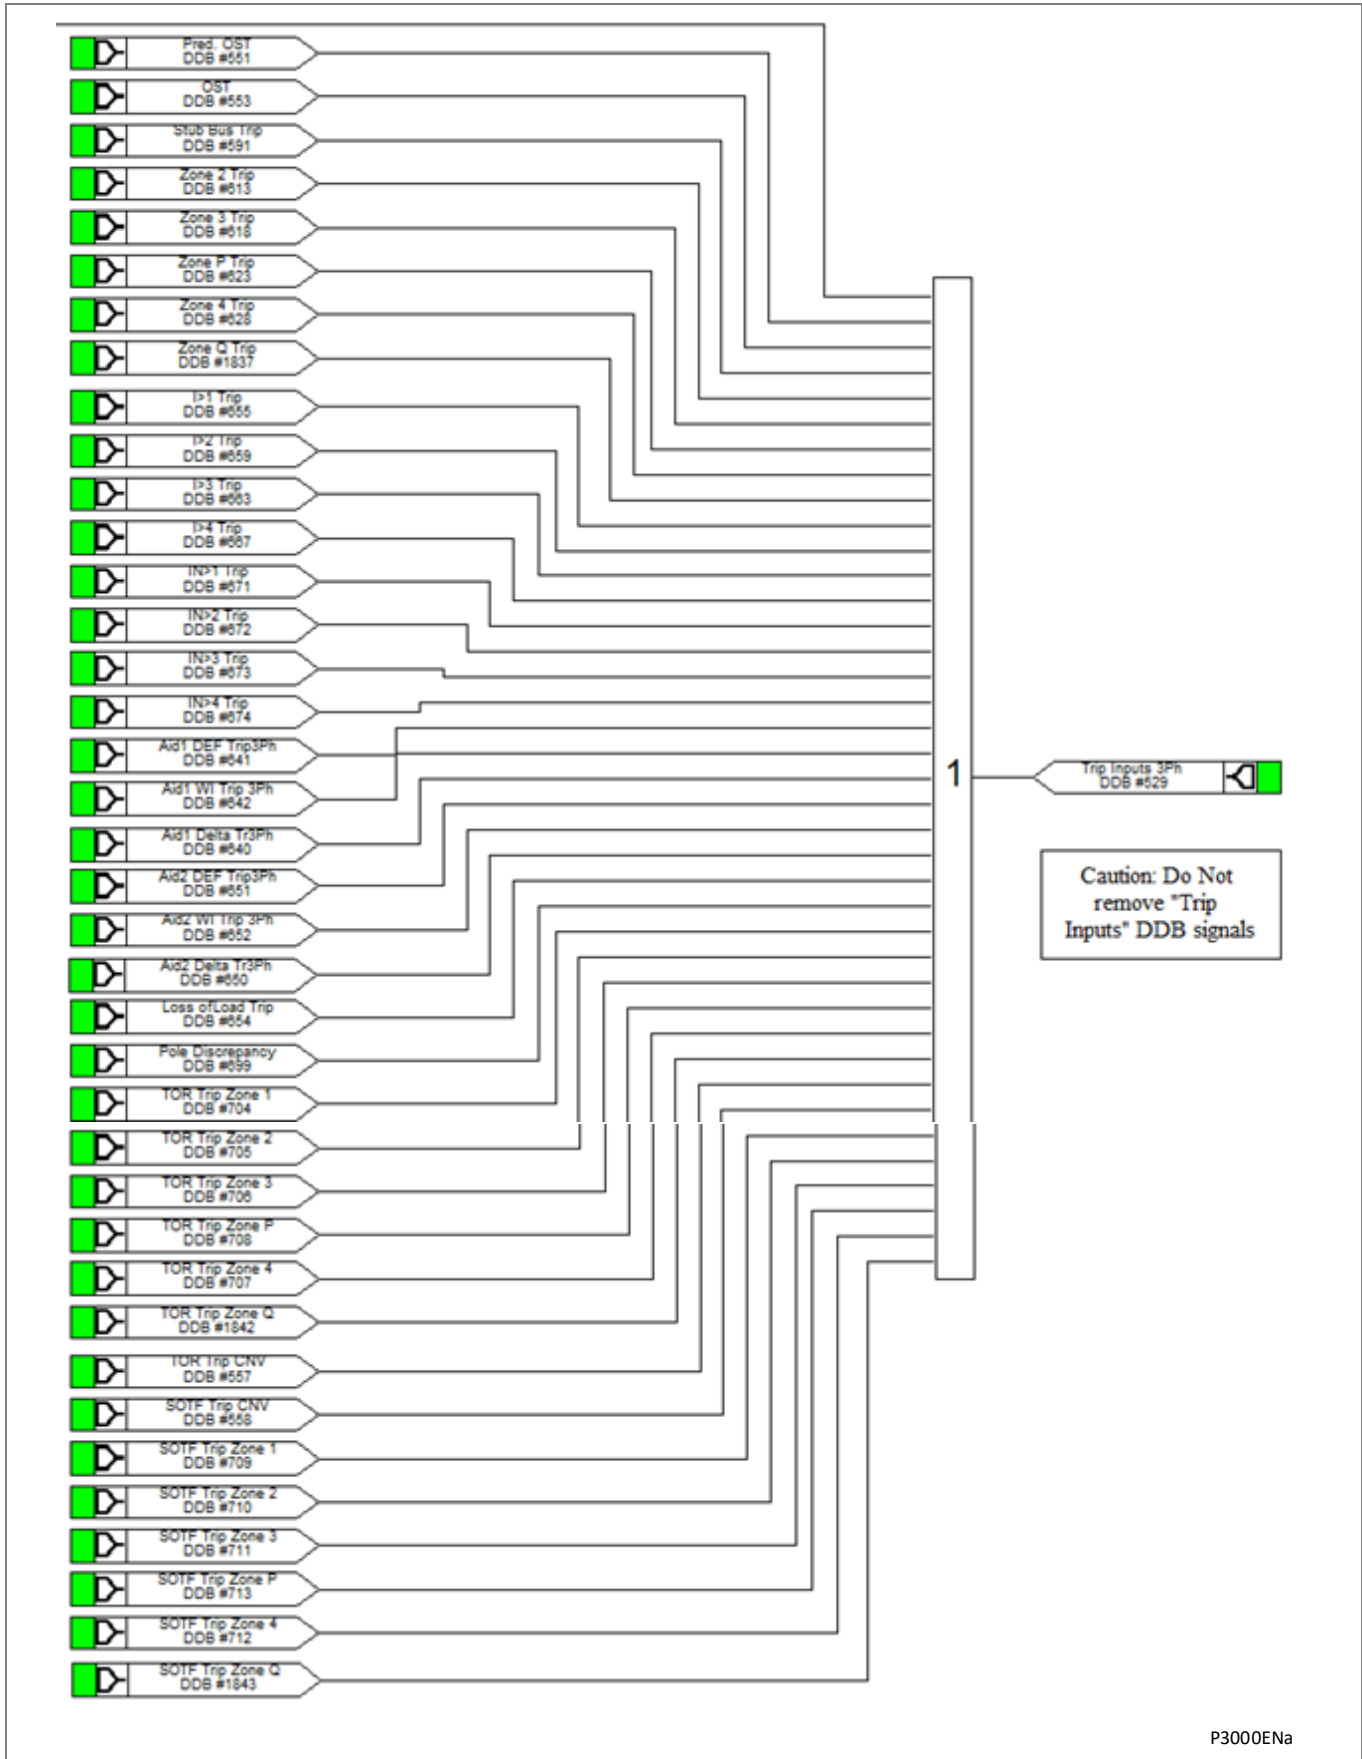 Pred. OST
DDB #551
OST
DDB #553
Stub Bus Trip
DDB #591
Zone 2 Trip
DDB #613
Zone 3 Trip
DDB #618
Zone P Trip
DDB #623
Zone 4 Trip
DDB #628
Zone Q Trip
DDB #1837
I>1 Trip
DDB #655
I>2 Trip
DDB #659
I>3 Trip
DDB #663
I>4 Trip
DDB #667
IN>1 Trip
DDB #671
IN>2 Trip
DDB #672
IN>3 Trip
DDB #673
IN>4 Trip
DDB #674
Aid1 DEF Trip3Ph
DDB #641
Aid1 WI Trip 3Ph
DDB #642
Aid1 Delta Tr3Ph
DDB #640
Aid2 DEF Trip3Ph
DDB #651
Aid2 WI Trip 3Ph
DDB #652
Aid2 Delta Tr3Ph
DDB #650
Loss ofLoad Trip
DDB #654
Pole Discrepancy
DDB #699
TOR Trip Zone 1
DDB #704
TOR Trip Zone 2
DDB #705
TOR Trip Zone 3
DDB #706
TOR Trip Zone P
DDB #708
TOR Trip Zone 4
DDB #707
TOR Trip Zone Q
DDB #1842
TOR Trip CNV
DDB #557
SOTF Trip CNV
DDB #558
SOTF Trip Zone 1
DDB #709
SOTF Trip Zone 2
DDB #710
SOTF Trip Zone 3
DDB #711
SOTF Trip Zone P
DDB #713
SOTF Trip Zone 4
DDB #712
SOTF Trip Zone Q
DDB #1843
1
Trip Inputs 3Ph
DDB #529
Caution: Do Not
remove "Trip
Inputs" DDB signals
P3000ENa